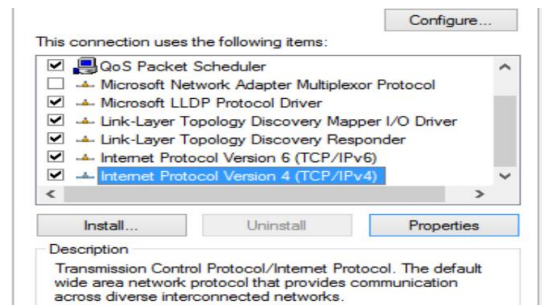 Configure...
This connection uses the following items:
QoS Packet Scheduler
Microsoft Network Adapter Multiplexor Protocol
Microsoft LLDP Protocol Driver
Link-Layer Topology Discovery Mapper I/O Driver
Link-Layer Topology Discovery Responder
Internet Protocol Version 6 (TCP/IPv6)
Internet Protocol Version 4 (TCP/IPv4)
Install... Uninstall Properties
Description
Transmission Control Protocol/Internet Protocol. The default
wide area network protocol that provides communication
across diverse interconnected networks.